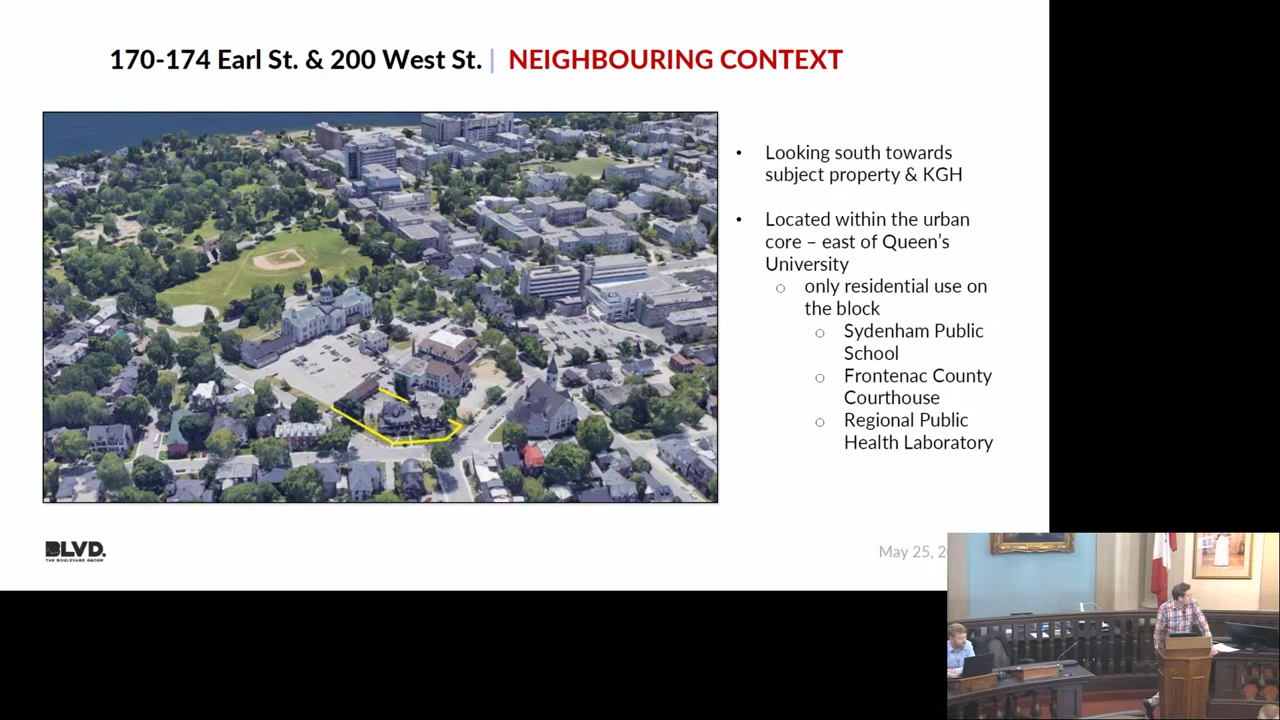 170-174 Earl St. & 200 West St. | NEIGHBOURING CONTEXT
• Looking south towards
subject property & KGH
• Located within the urban
core – east of Queen's
University
○ only residential use on
the block
○ Sydenham Public
School
○ Frontenac County
Courthouse
○ Regional Public
Health Laboratory
BLVD.
THE BOULEVARD GROUP
May 25, 2